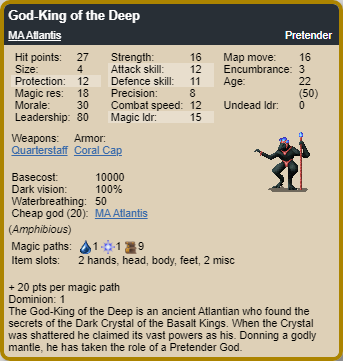 God-King of the Deep
MA Atlantis Pretender
Hit points: 27 Strength: 16 Map move: 16
Size: 4 Attack skill: 12 Encumbrance: 3
Protection: 12 Defence skill: 11 Age: 22
Magic res: 18 Precision: 8 (50)
Morale: 30 Combat speed: 12 Undead ldr: 0
Leadership: 80 Magic ldr: 15
Weapons: Armor:
Quarterstaff Coral Cap
Basecost: 10000
Dark vision: 100%
Waterbreathing: 50
Cheap god (20): MA Atlantis
(Amphibious)
Magic paths: 1 1 9
Item slots: 2 hands, head, body, feet, 2 misc
+ 20 pts per magic path
Dominion: 1
The God-King of the Deep is an ancient Atlantian who found
the secrets of the Dark Crystal of the Basalt Kings. When the Crystal
was shattered he claimed its vast powers as his. Donning a godly
mantle, he has taken the role of a Pretender God.